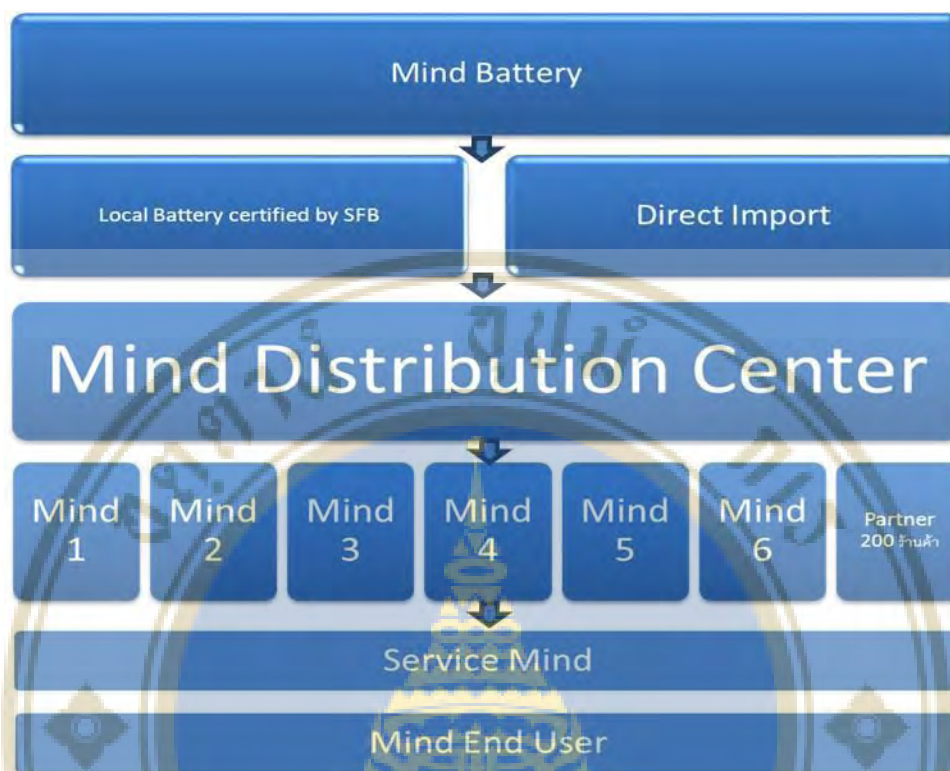 Mind Battery
Local Battery certified by SFB
Direct Import
Mind Distribution Center
Mind
1
Mind
2
Mind
3
Mind
4
Mind
5
Mind
6
Partner
200 ร้านค้า
Service Mind
Mind End User